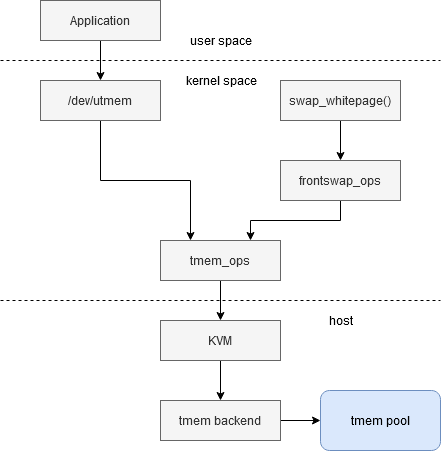 Application
user space
kernel space
/dev/utmem
swap_whitepage()
frontswap_ops
tmem_ops
host
KVM
tmem backend
tmem pool